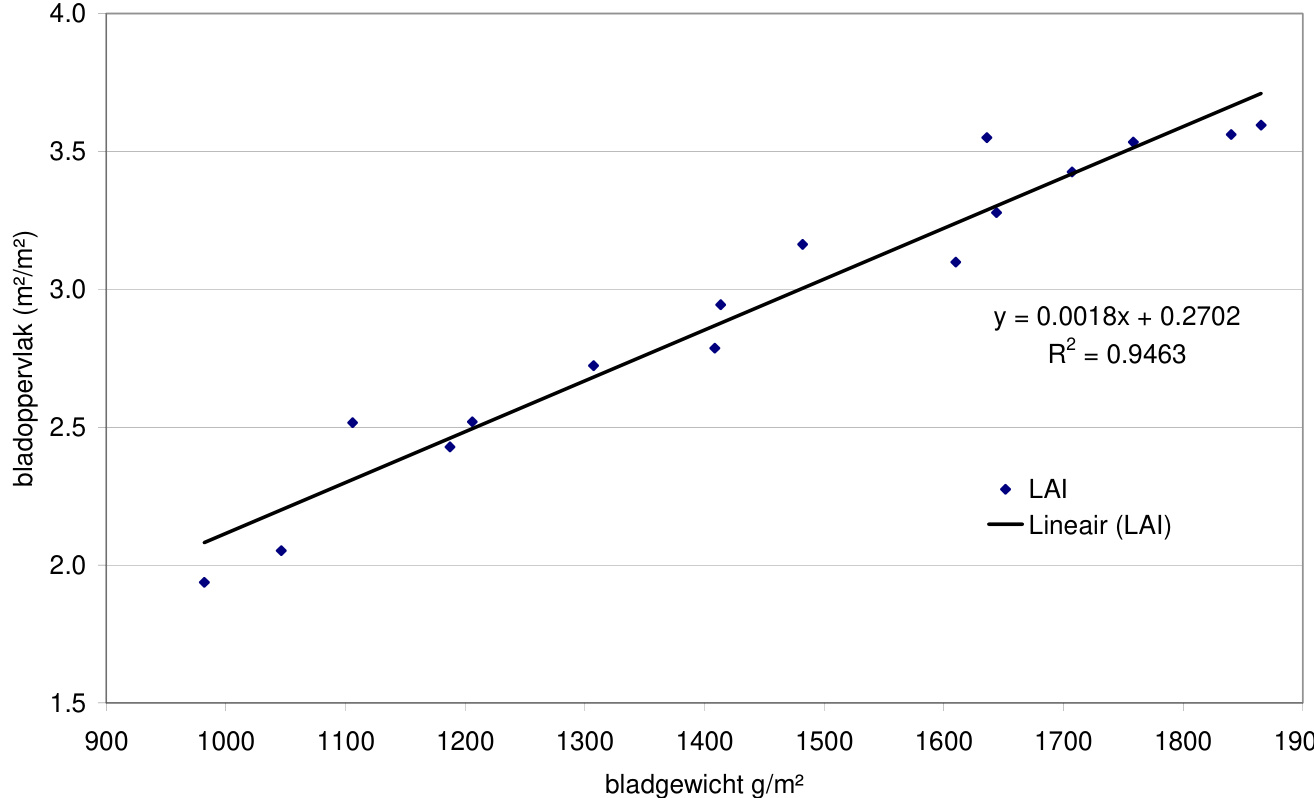 4.0
3.5
3.0
2.5
2.0
1.5
bladoppervlak (m²/m²)
y = 0.0018x + 0.2702
R² = 0.9463
LAI
Lineair (LAI)
900 1000 1100 1200 1300 1400 1500 1600 1700 1800 190
bladgewicht g/m²